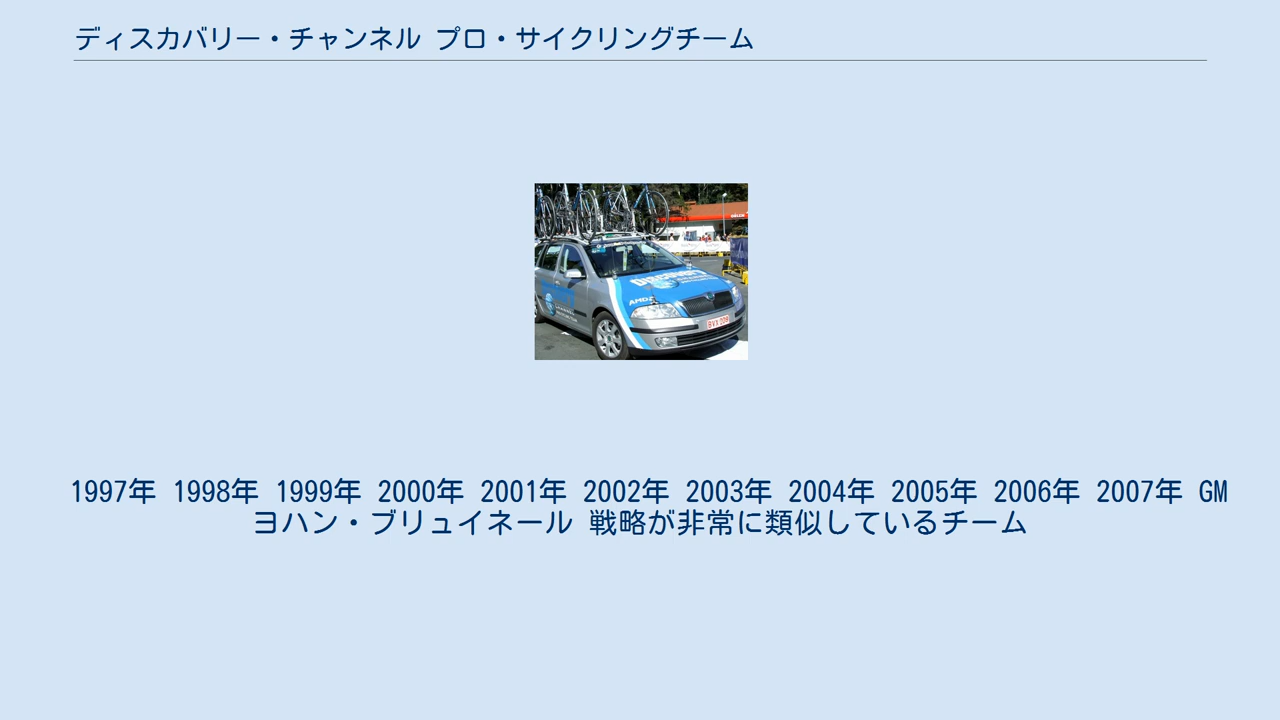 ディスカバリー・チャンネル プロ・サイクリングチーム
DISCOVERY
AMD
1997年 1998年 1999年 2000年 2001年 2002年 2003年 2004年 2005年 2006年 2007年 GM
ヨハン・ブリュイネール 戦略が非常に類似しているチーム